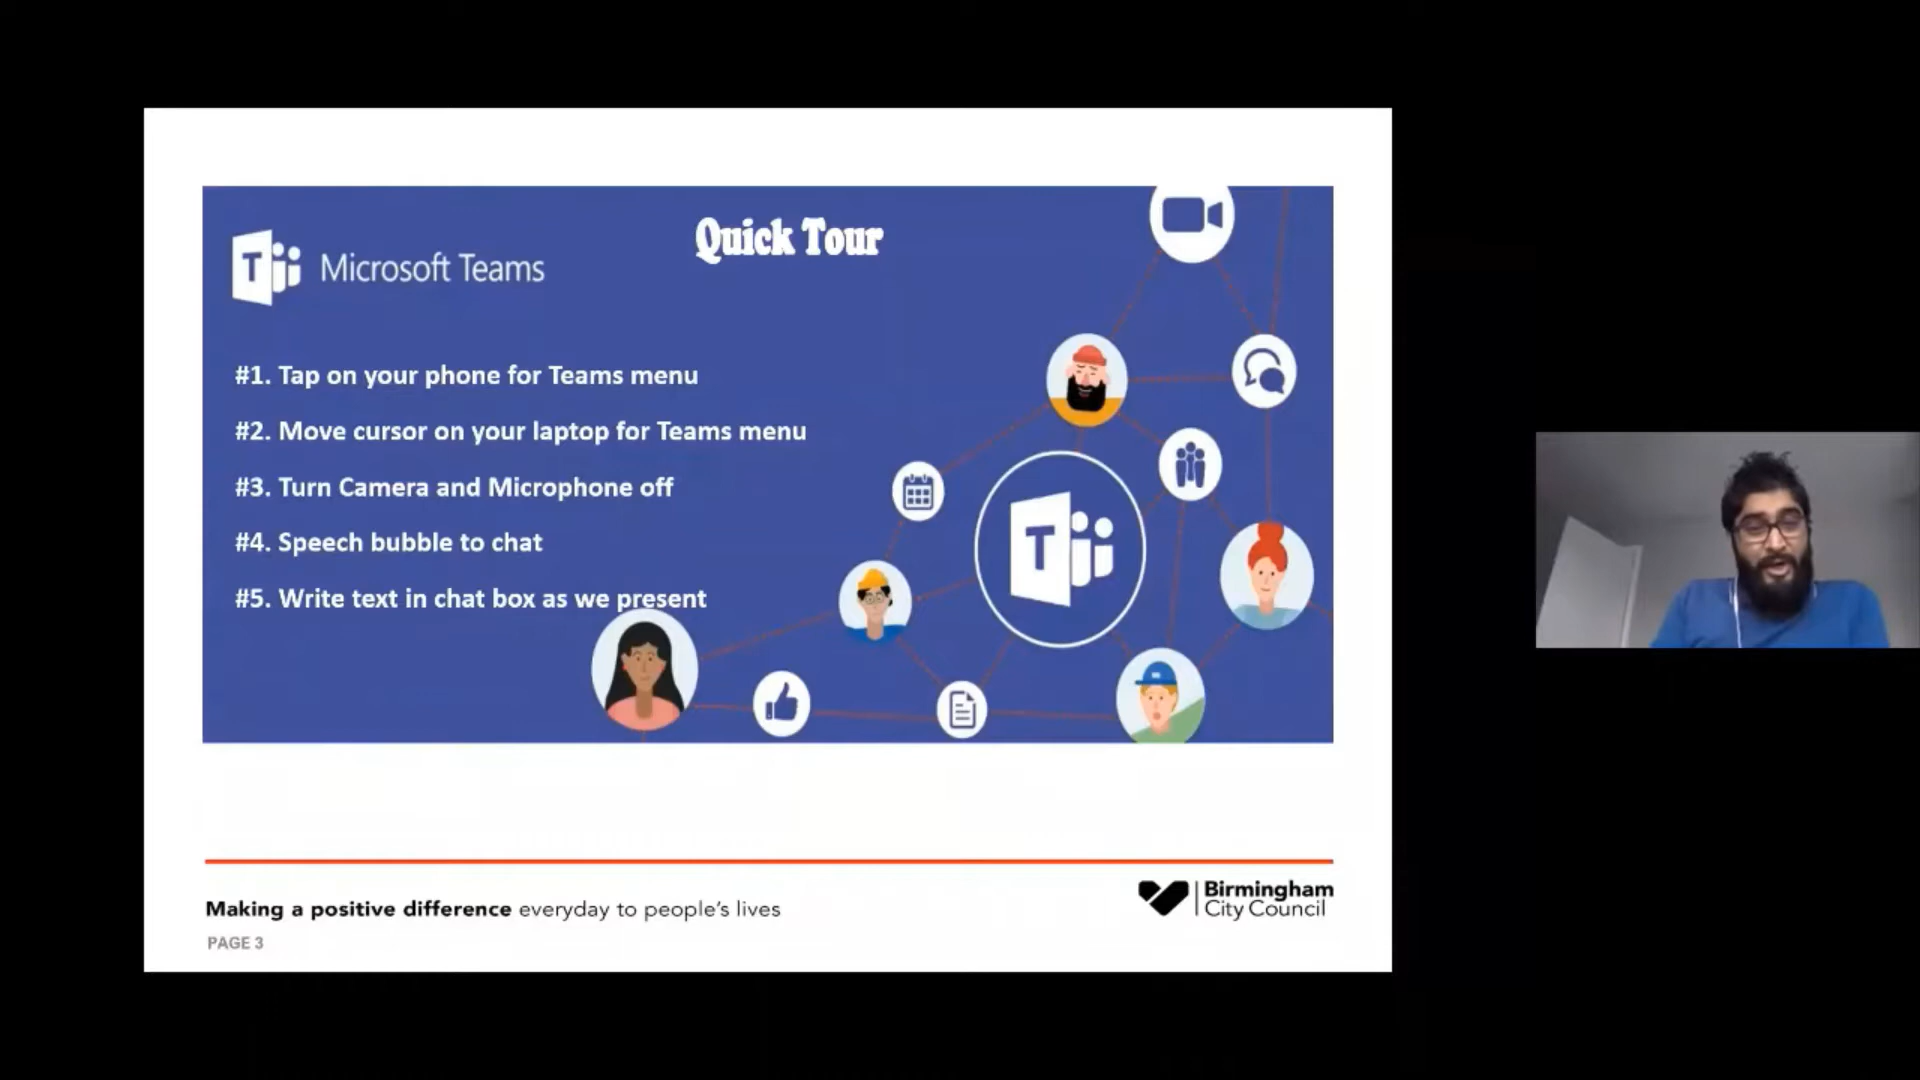 Quick Tour
Microsoft Teams
#1. Tap on your phone for Teams menu
#2. Move cursor on your laptop for Teams menu
#3. Turn Camera and Microphone off
#4. Speech bubble to chat
#5. Write text in chat box as we present
Making a positive difference everyday to people's lives
Birmingham
City Council
PAGE 3